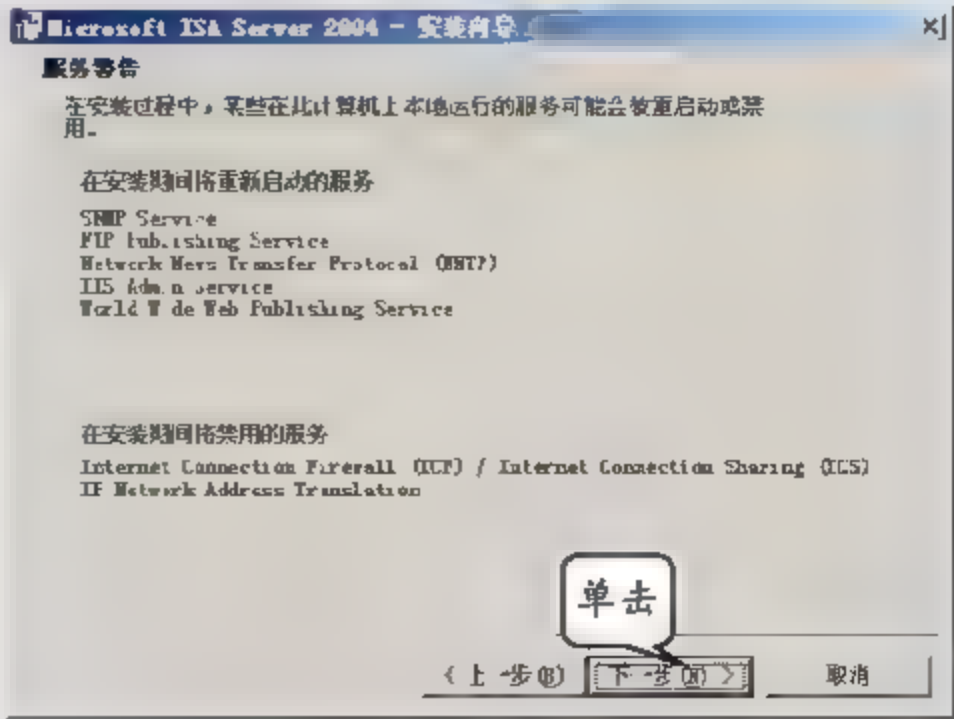 Microsoft ISA Server 2004 - 安装向导
服务警告
在安装过程中，某些在此计算机上本地运行的服务可能会被重启动或禁
用。
在安装期间将重新启动的服务
SNMP Service
FTP Publishing Service
Network News Transfer Protocal (NNTP)
IIS Admin Service
World Wide Web Publishing Service
在安装期间将禁用的服务
Internet Connection Firewall (ICF) / Internet Connection Sharing (ICS)
IP Network Address Translation
单击
< 上一步(B)
下一步(N) >
取消